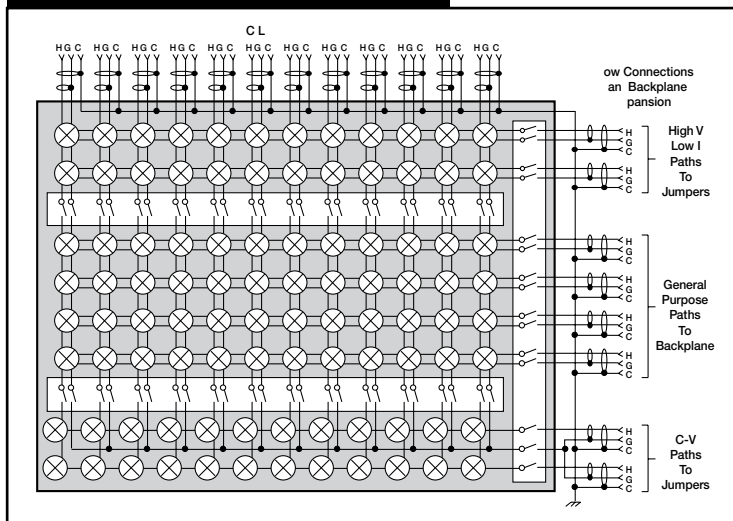 C L
H G C H G C H G C H G C H G C H G C H G C H G C H G C H G C H G C H G C
ow Connections
an Backplane
pansion
H
G
C
H
G
C
High V
Low I
Paths
To
Jumpers
H
G
C
H
G
C
H
G
C
H
G
C
General
Purpose
Paths
To
Backplane
H
G
C
H
G
C
C-V
Paths
To
Jumpers